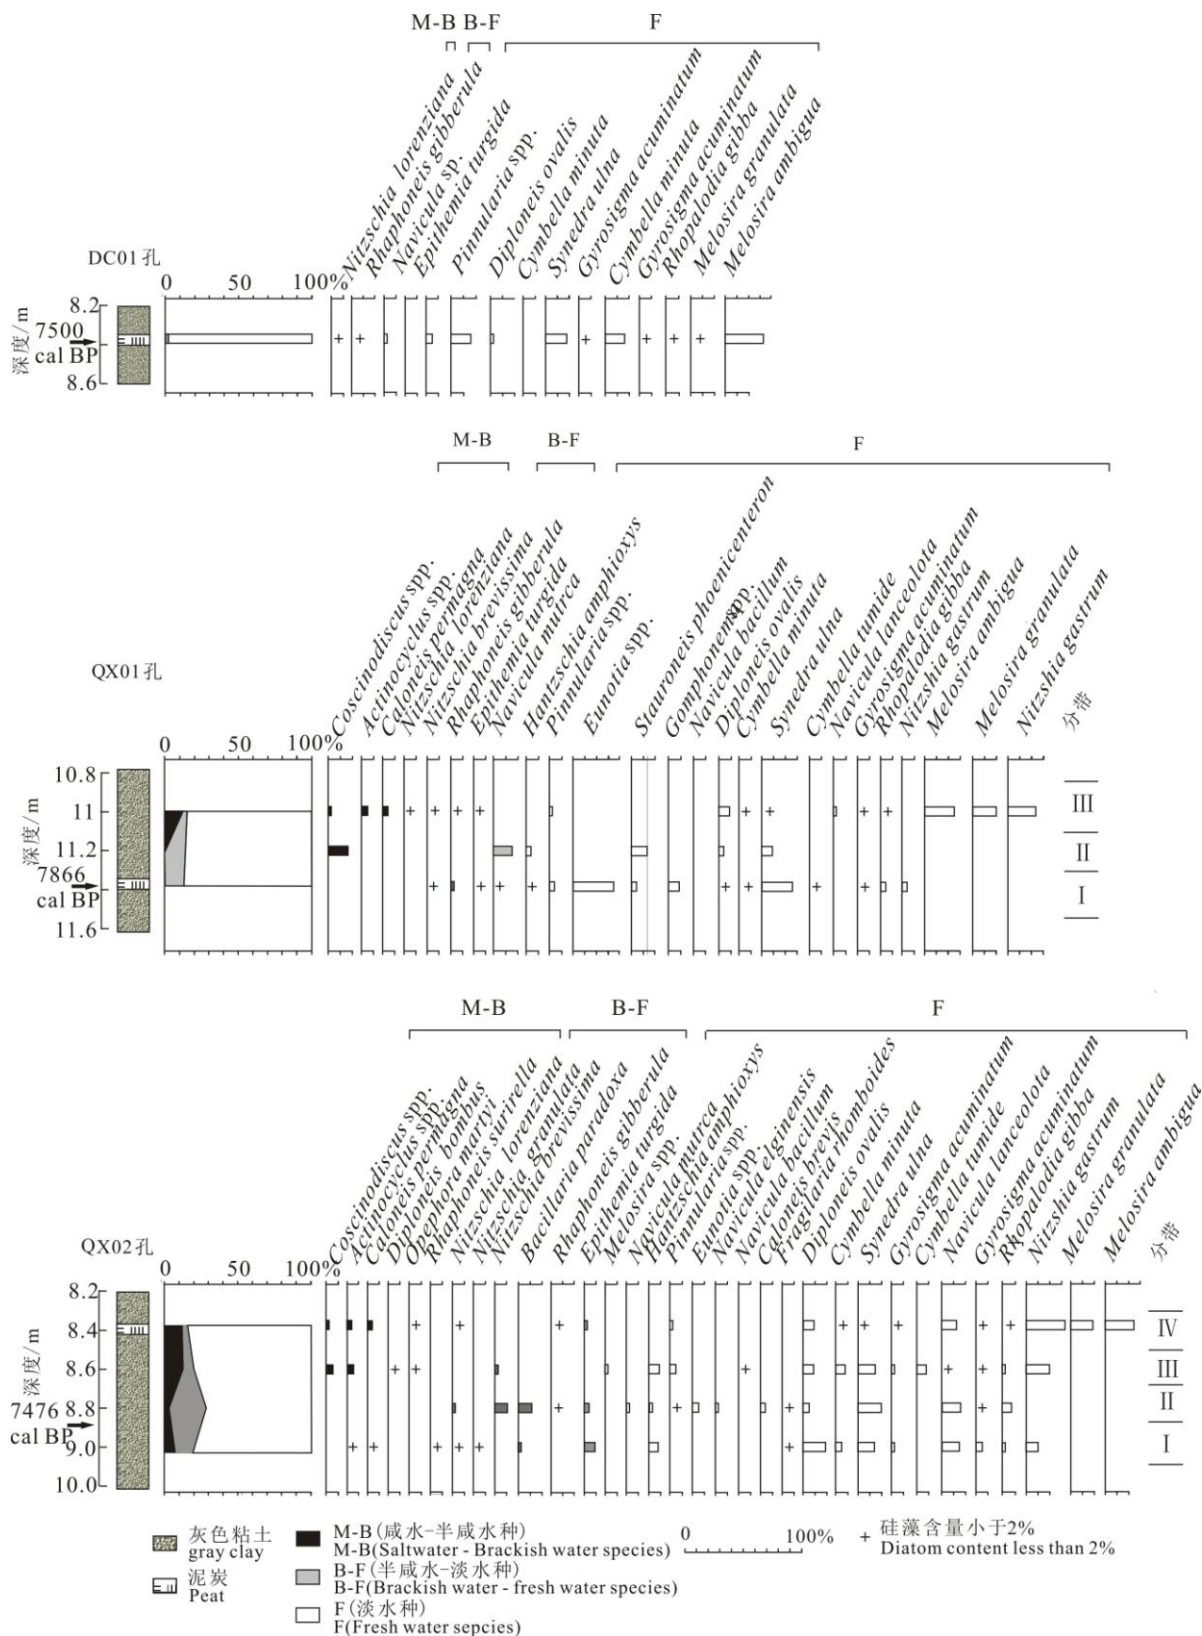 M-B B-F F
Nitzschia lorenziana
Rhaphoneis gibberula
Navicula sp.
Epithemia turgida
Pinnularia spp.
Diploneis ovalis
Cymbella minuta
Synedra ulna
Gyrosigma acuminatum
Cymbella minuta
Gyrosigma acuminatum
Rhopalodia gibba
Melosira granulata
Melosira ambigua
DC01孔
0 50 100%
深度/m
8.2
7500
cal BP
8.6
+ + + + + +
M-B B-F F
Coscinodiscus spp.
Actinocyclus spp.
Caloneis permagna
Nitzschia lorenziana
Nitzschia brevissima
Rhaphoneis gibberula
Epithemia turgida
Navicula mutrca
Hantzschia amphioxys
Pinmularia spp.
Eunotia spp.
Stauroneis phoenicenteron
Gomphonema spp.
Navicula bacillum
Diploneis ovalis
Cymbella minuta
Synedra ulna
Cymbella tumide
Navicula lanceolota
Gyrosigma acuminatum
Rhopalodia gibba
Nitzshia gastrum
Melosira ambigua
Melosira granulata
Nitzshia gastrum
分带
QX01孔
0 50 100%
深度/m
10.8
11
11.2
7866
cal BP
11.6
+ + + + + + + +
+ + + + + + + +
III
II
I
M-B B-F F
Coscinodiscus spp.
Actinocyclus spp.
Caloneis permagna
Diploneis bombus
Opephora martyi
Rhaphoneis surirella
Nitzschia lorenziana
Nitzschia granulata
Nitzschia brevissima
Bacillaria paradoxa
Rhaphoneis gibberula
Epithemia turgida
Melosira spp.
Navicula mutrca
Hantzschia amphioxys
Pinmularia spp.
Eunotia spp.
Navicula elginensis
Navicula bacillum
Caloneis brevis
Fragilaria rhomboides
Diploneis ovalis
Cymbella minuta
Synedra ulna
Gyrosigma acuminatum
Cymbella tumide
Navicula lanceolota
Gyrosigma acuminatum
Rhopalodia gibba
Nitzshia gastrum
Melosira granulata
Melosira ambigua
分带
QX02孔
0 50 100%
深度/m
8.2
8.4
8.6
8.8
7476
cal BP
9.0
10.0
+ + + + + + + +
+ + + + +
+ + + +
+ + + + + +
IV
III
II
I
灰色粘土
gray clay
泥炭
Peat
M-B(咸水-半咸水种)
M-B(Saltwater - Brackish water species)
B-F(半咸水-淡水种)
B-F(Brackish water - fresh water species)
F(淡水种)
F(Fresh water sepcies)
0 100%
+ 硅藻含量小于2%
Diatom content less than 2%